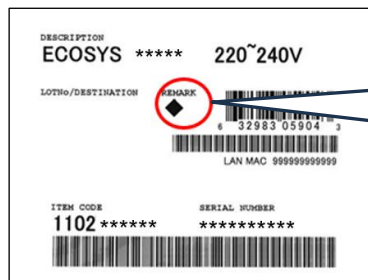 DESCRIPTION
ECOSYS ***** 220~240V
LOTNo/DESTINATION REMARK
◆
6 32983 05904 3
LAN MAC 999999999999
ITEM CODE SERIAL NUMBER
1102 ****** **********